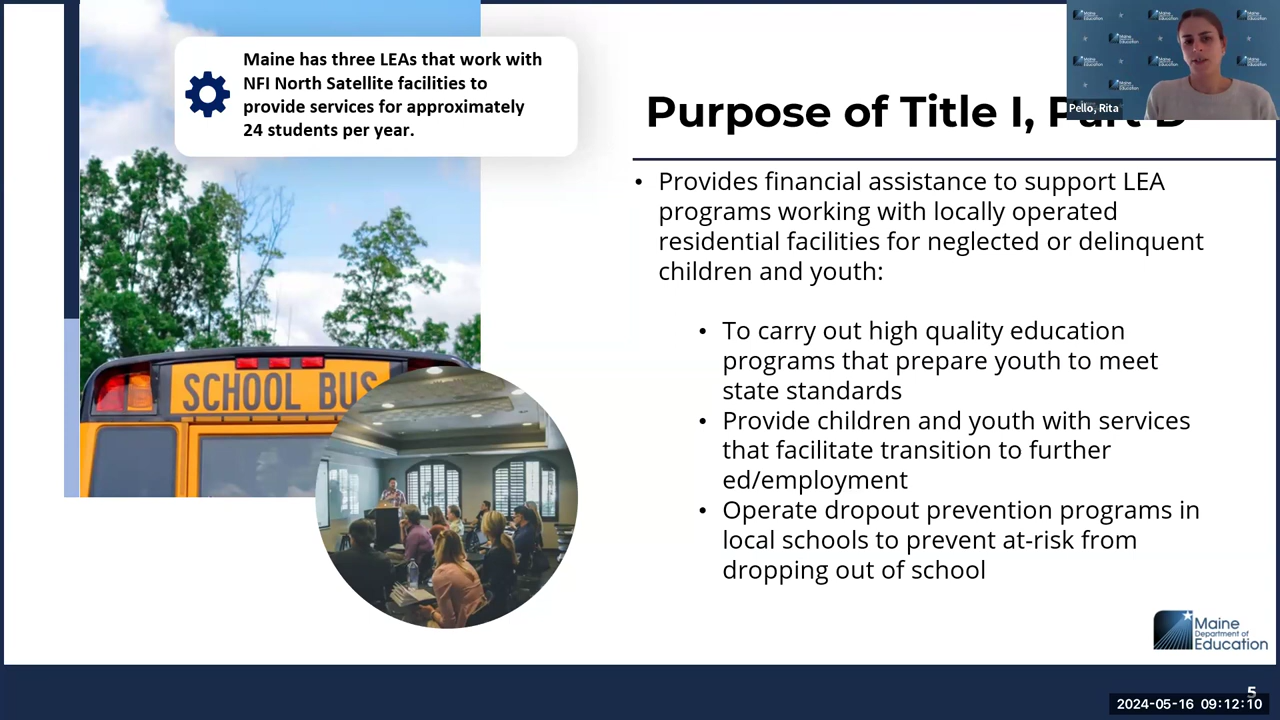 Maine has three LEAs that work with
NFI North Satellite facilities to
provide services for approximately
24 students per year.
SCHOOL BUS
Purpose of Title I, Part D
Pello, Rita
• Provides financial assistance to support LEA
programs working with locally operated
residential facilities for neglected or delinquent
children and youth:
• To carry out high quality education
programs that prepare youth to meet
state standards
• Provide children and youth with services
that facilitate transition to further
ed/employment
• Operate dropout prevention programs in
local schools to prevent at-risk from
dropping out of school
Maine
Department of
Education
5
2024-05-16 09:12:10